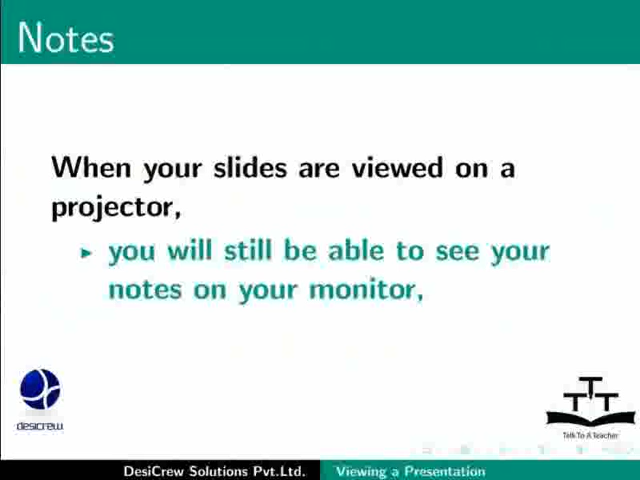 Notes
When your slides are viewed on a
projector,
you will still be able to see your
notes on your monitor,
desicrew
T T T
Talk To A Teacher
DesiCrew Solutions Pvt.Ltd. Viewing a Presentation